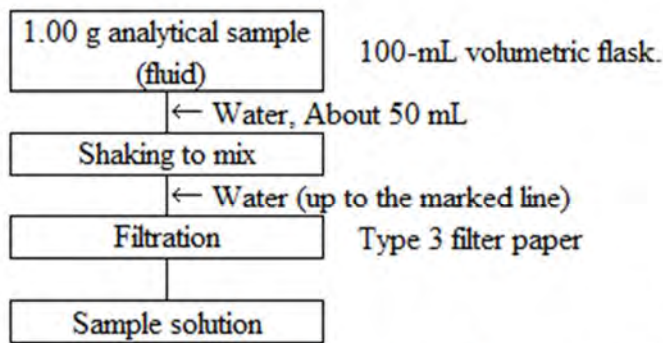 1.00 g analytical sample
(fluid)
100-mL volumetric flask.
← Water, About 50 mL
Shaking to mix
← Water (up to the marked line)
Filtration
Type 3 filter paper
Sample solution